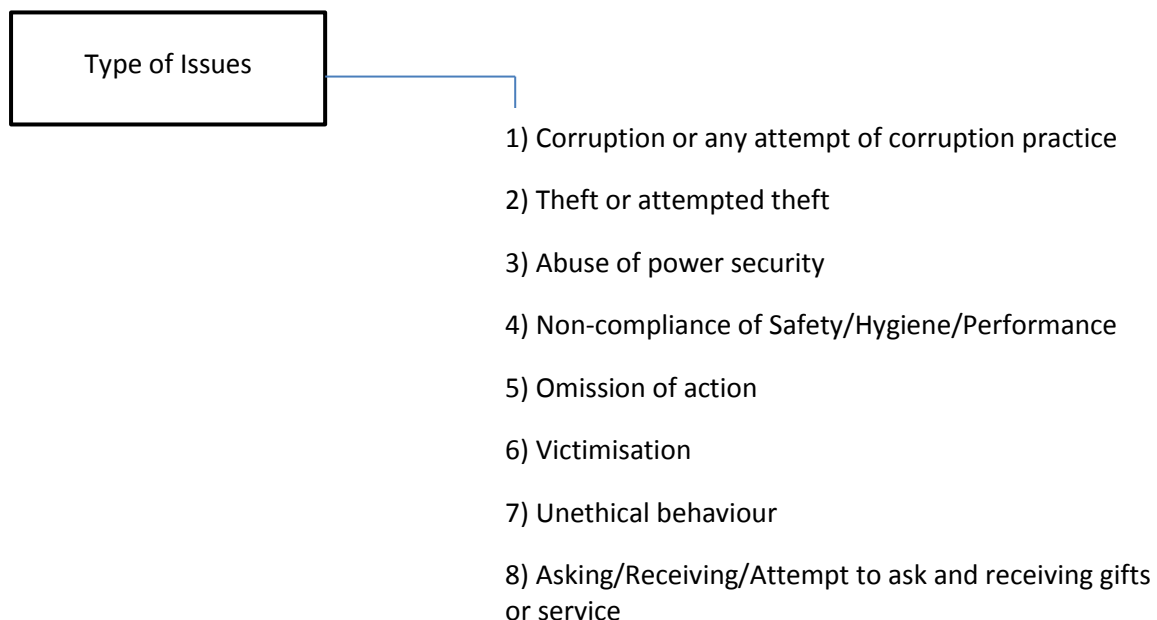 Type of Issues
1) Corruption or any attempt of corruption practice
2) Theft or attempted theft
3) Abuse of power security
4) Non-compliance of Safety/Hygiene/Performance
5) Omission of action
6) Victimisation
7) Unethical behaviour
8) Asking/Receiving/Attempt to ask and receiving gifts
or service